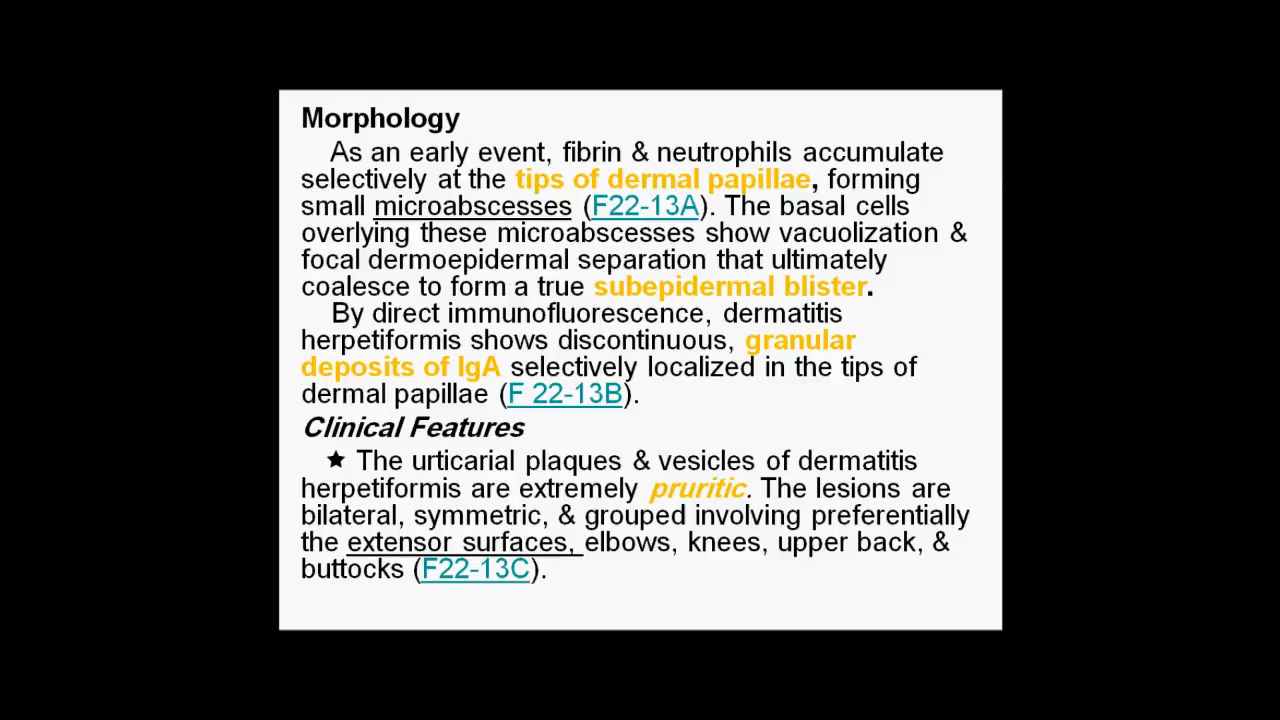 Morphology
As an early event, fibrin & neutrophils accumulate
selectively at the tips of dermal papillae, forming
small microabscesses (F22-13A). The basal cells
overlying these microabscesses show vacuolization &
focal dermoepidermal separation that ultimately
coalesce to form a true subepidermal blister.
By direct immunofluorescence, dermatitis
herpetiformis shows discontinuous, granular
deposits of IgA selectively localized in the tips of
dermal papillae (F 22-13B).
Clinical Features
★ The urticarial plaques & vesicles of dermatitis
herpetiformis are extremely pruritic. The lesions are
bilateral, symmetric, & grouped involving preferentially
the extensor surfaces, elbows, knees, upper back, &
buttocks (F22-13C).